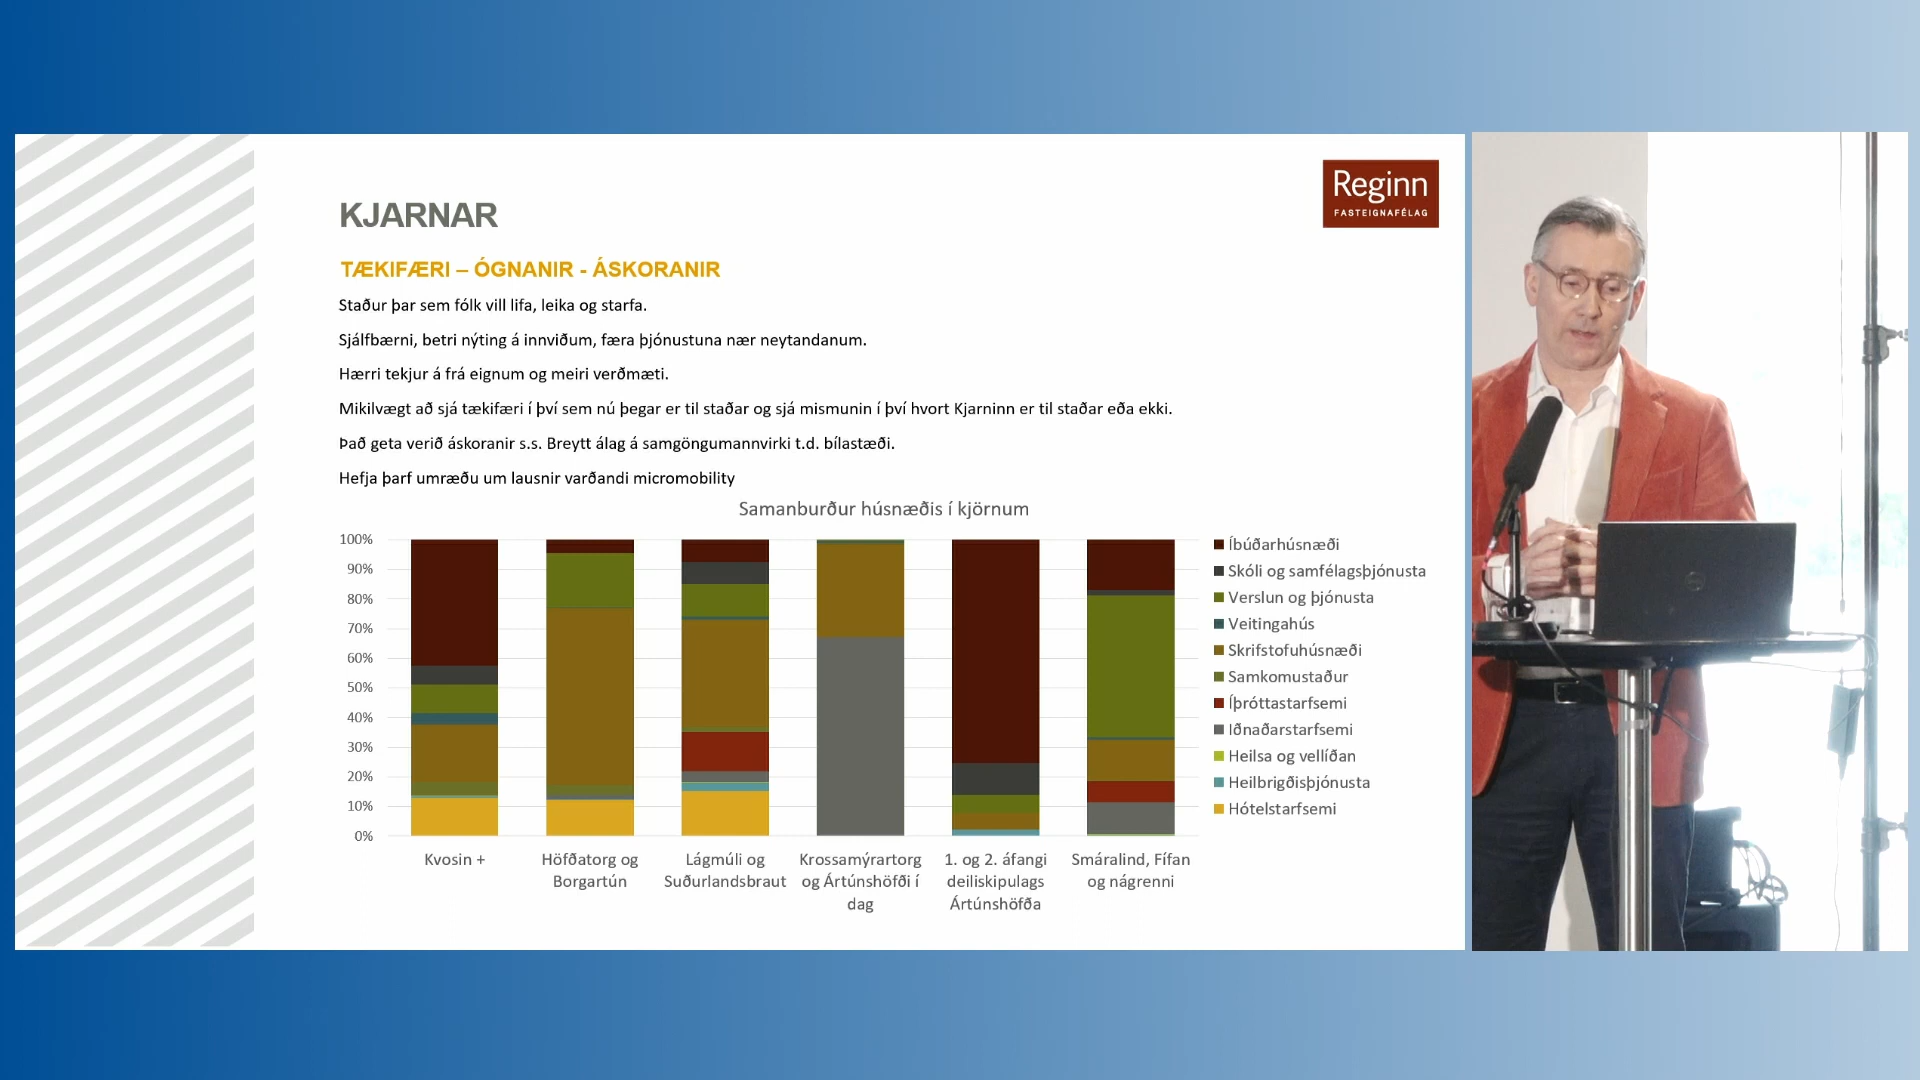 Reginn
FASTEIGNAFÉLAG
KJARNAR
TÆKIFÆRI – ÓGNANIR - ÁSKORANIR
Staður þar sem fólk vill lifa, leika og starfa.
Sjálfbærni, betri nýting á innviðum, færa þjónustuna nær neytandanum.
Hærri tekjur á frá eignum og meiri verðmæti.
Mikilvægt að sjá tækifæri í því sem nú þegar er til staðar og sjá mismunin í því hvort Kjarninn er til staðar eða ekki.
Það geta verið áskoranir s.s. Breytt álag á samgöngumannvirki t.d. bílastæði.
Hefja þarf umræðu um lausnir varðandi micromobility
Samanburður húsnæðis í kjörnum
100%
90%
80%
70%
60%
50%
40%
30%
20%
10%
0%
Kvosin +
Höfðatorg og
Borgartún
Lágmúli og
Suðurlandsbraut
Krossamýrartorg
og Ártúnshöfði í
dag
1. og 2. áfangi
deiliskipulags
Ártúnshöfða
Smáralind, Fífan
og nágrenni
Íbúðarhúsnæði
Skóli og samfélagsþjónusta
Verslun og þjónusta
Veitingahús
Skrifstofuhúsnæði
Samkomustaður
Íþróttastarfsemi
Iðnaðarstarfsemi
Heilsa og vellíðan
Heilbrigðisþjónusta
Hótelstarfsemi